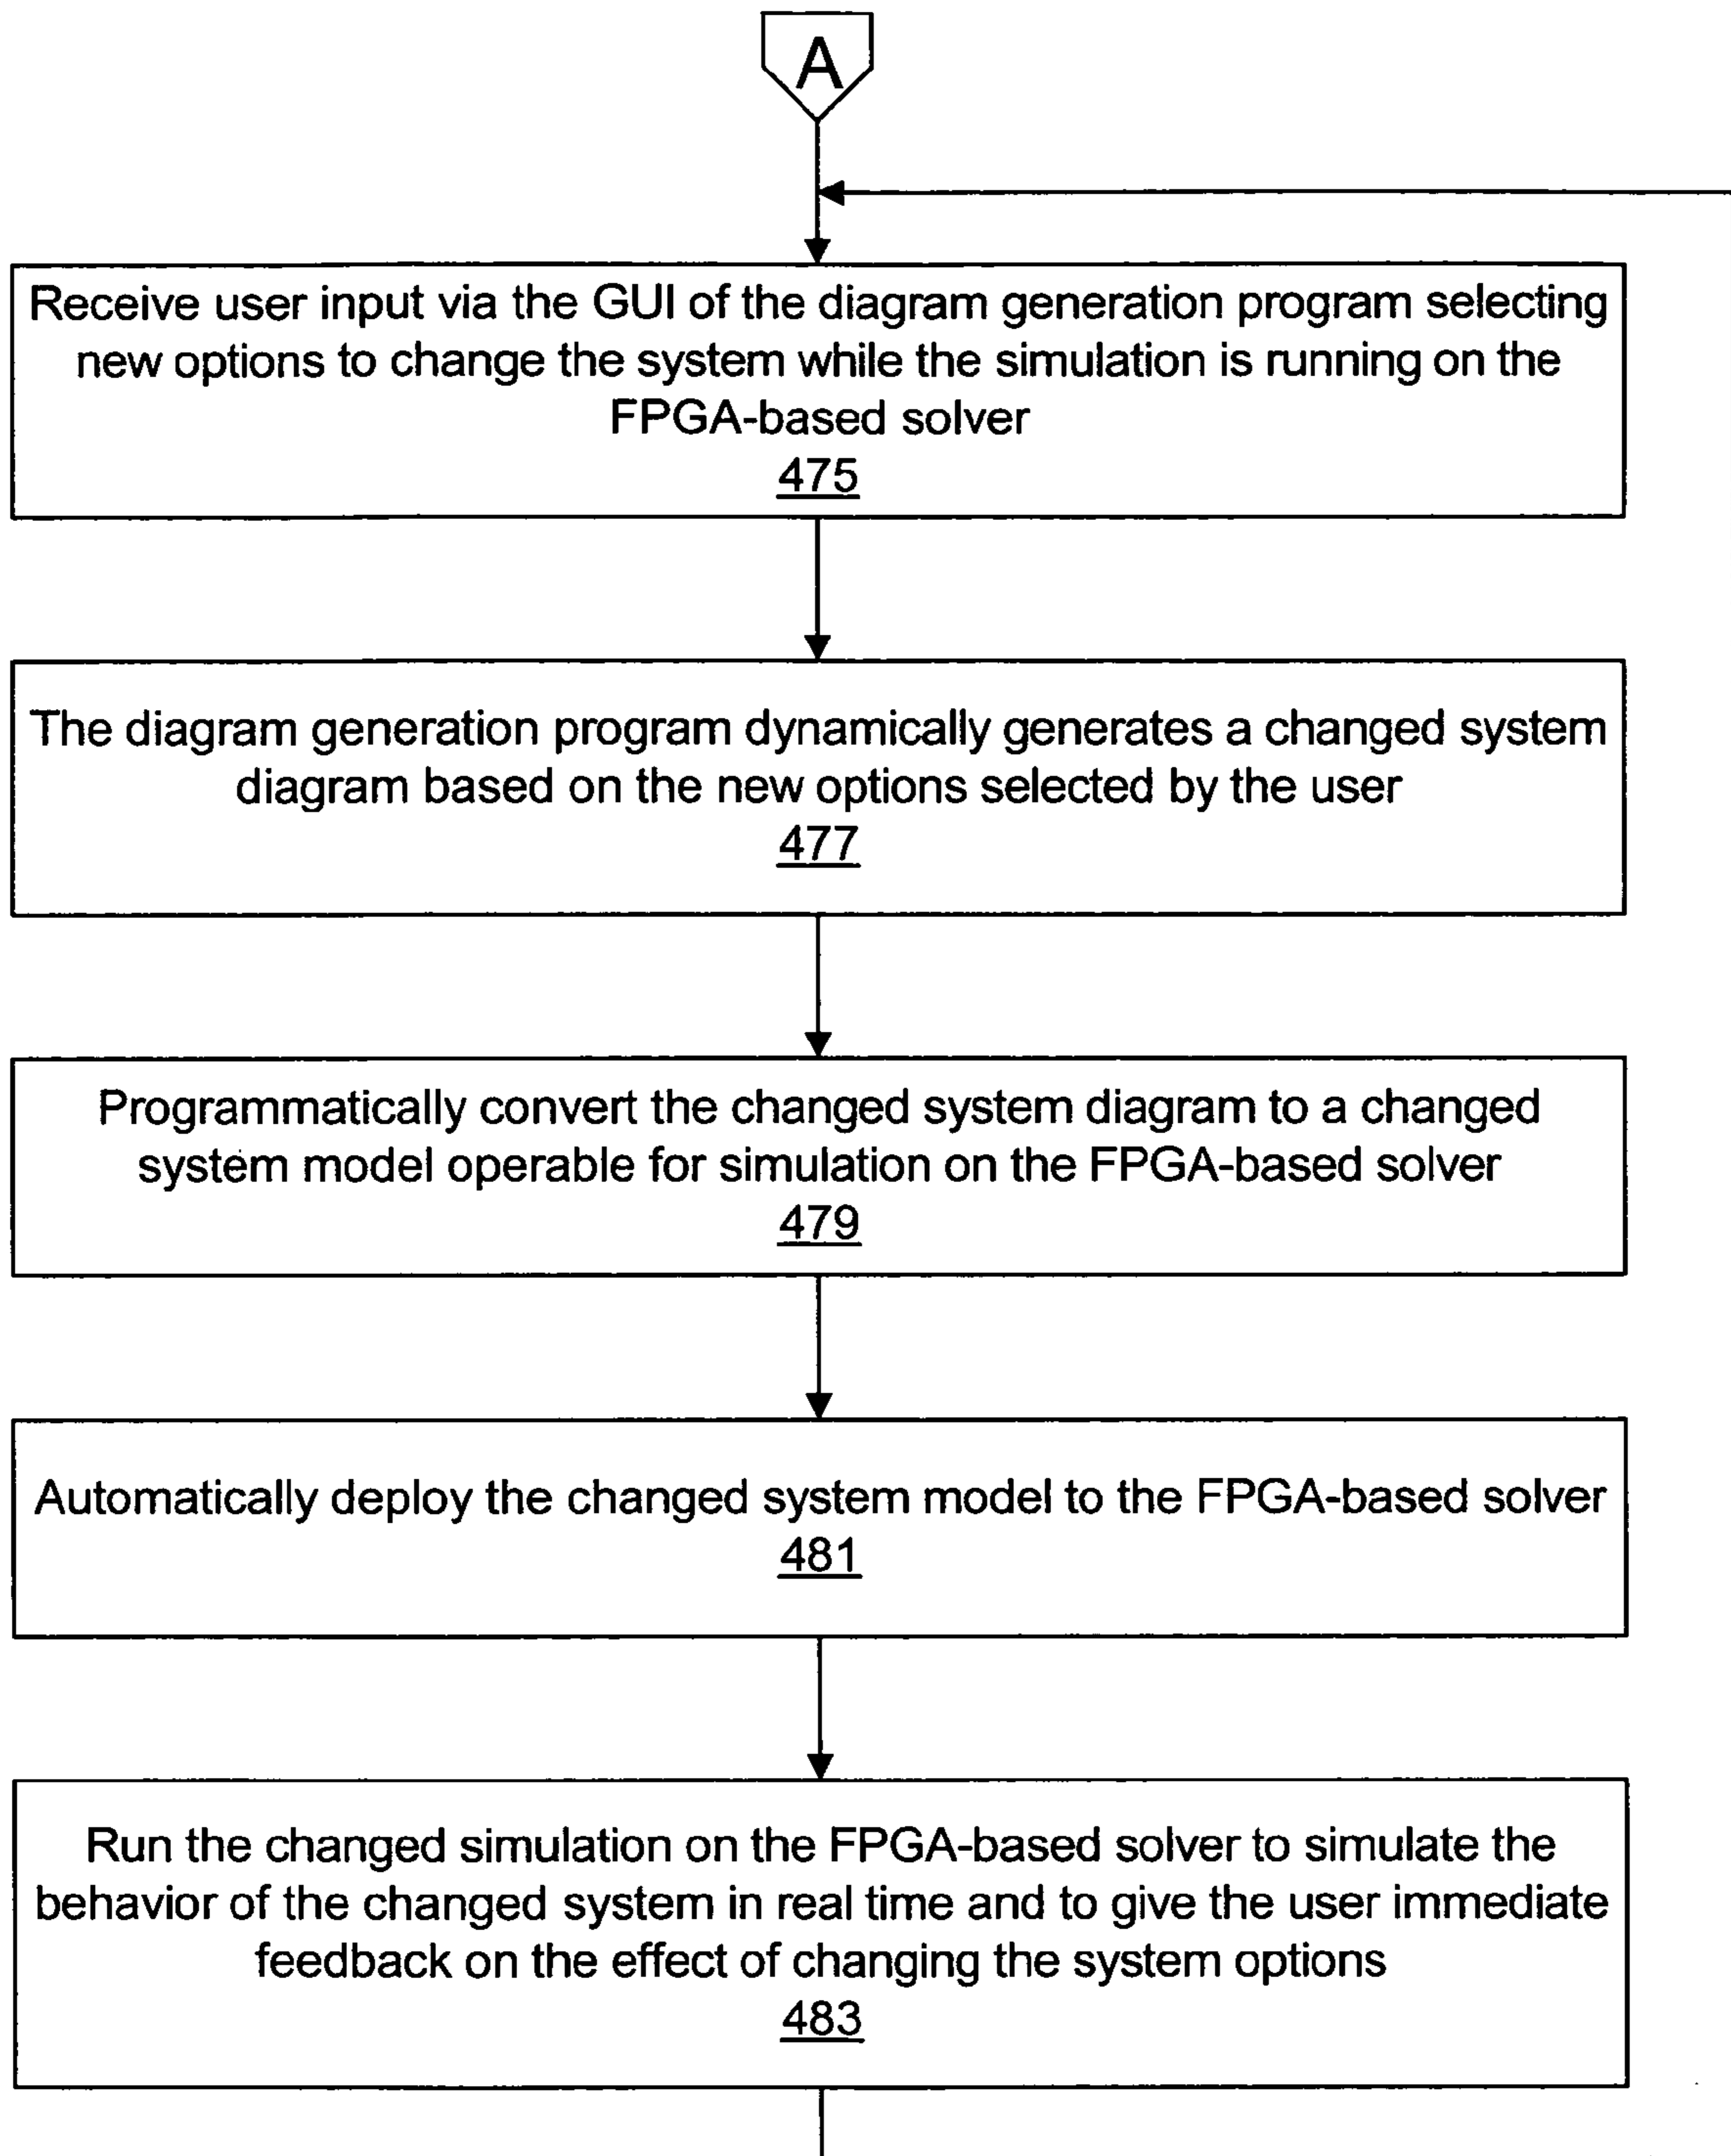 A
Receive user input via the GUI of the diagram generation program selecting
new options to change the system while the simulation is running on the
FPGA-based solver
475
The diagram generation program dynamically generates a changed system
diagram based on the new options selected by the user
477
Programmatically convert the changed system diagram to a changed
system model operable for simulation on the FPGA-based solver
479
Automatically deploy the changed system model to the FPGA-based solver
481
Run the changed simulation on the FPGA-based solver to simulate the
behavior of the changed system in real time and to give the user immediate
feedback on the effect of changing the system options
483